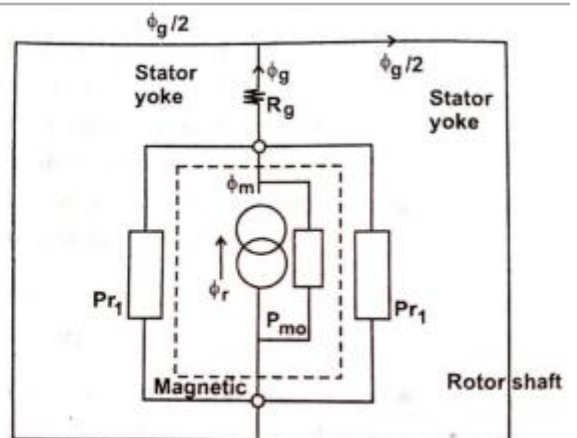 ϕg/2
ϕg/2
Stator
yoke
ϕg
Rg
Stator
yoke
ϕm
ϕr
Pr1
Pmo
Pr1
Magnetic
Rotor shaft